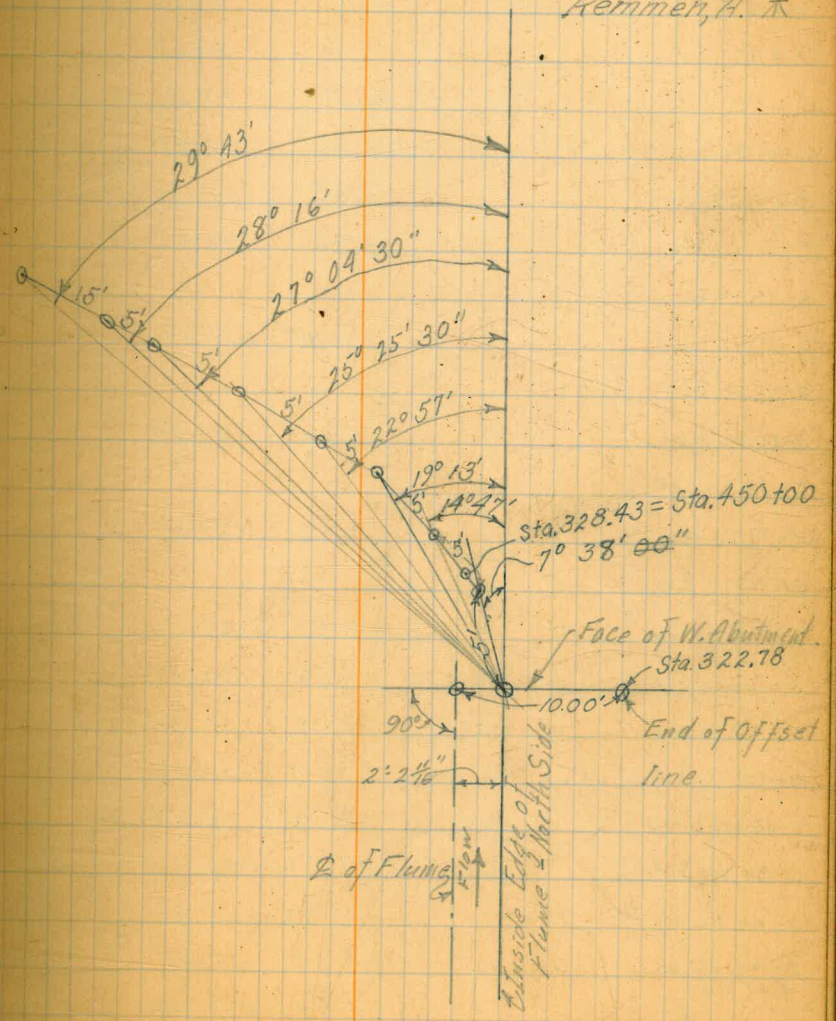 Kemmen, H. ⊼
29° 43'
28° 16'
27° 04' 30"
15'
5'
5'
25° 25' 30"
5'
22° 57'
5'
19° 13'
5'
14° 47'
Sta. 328.43 = Sta. 450+00
5'
7° 38' 00"
5'
Face of W. Abutment
Sta. 322.78
10.00'
90°
End of Offset
line
2'-2 11/16"
℄ of Flume
Flow
Inside Edge of
Flume & North Side